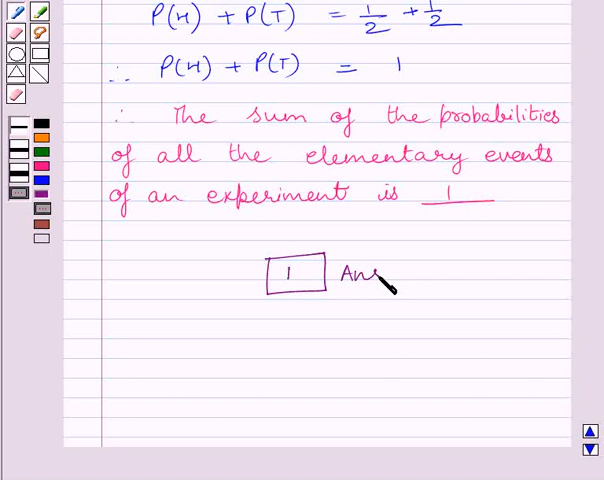 P(H) + P(T) = 1/2 + 1/2
∴ P(H) + P(T) = 1
∴ The sum of the probabilities
of all the elementary events
of an experiment is 1
1 Ans